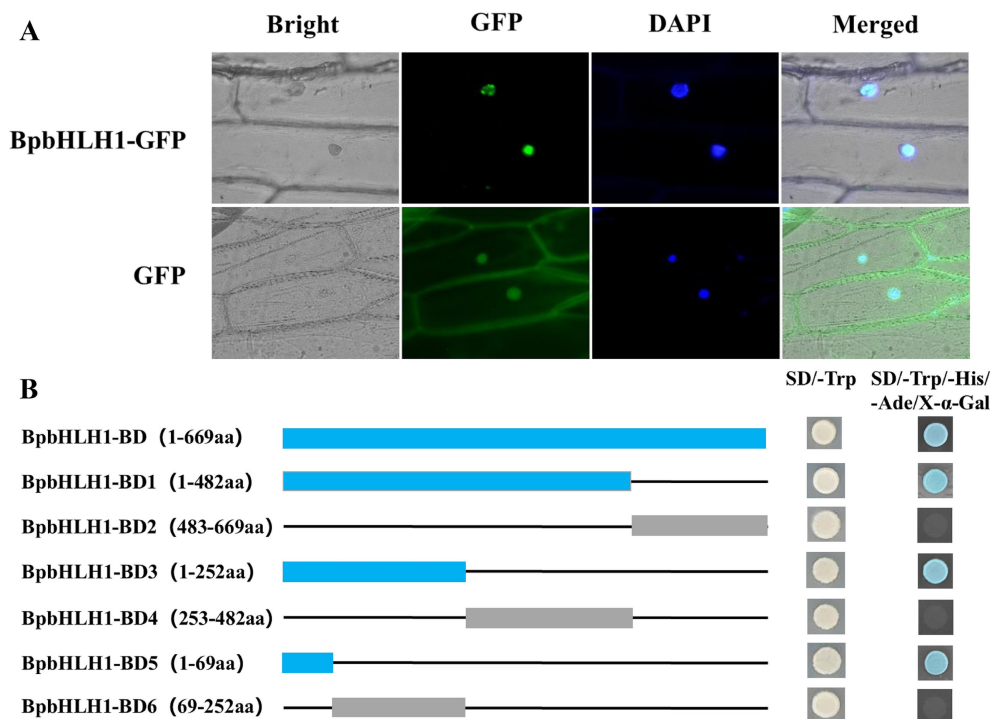 A
Bright GFP DAPI Merged
BpbHLH1-GFP
GFP
B
SD/-Trp SD/-Trp/-His/
-Ade/X-α-Gal
BpbHLH1-BD (1-669aa)
BpbHLH1-BD1 (1-482aa)
BpbHLH1-BD2 (483-669aa)
BpbHLH1-BD3 (1-252aa)
BpbHLH1-BD4 (253-482aa)
BpbHLH1-BD5 (1-69aa)
BpbHLH1-BD6 (69-252aa)